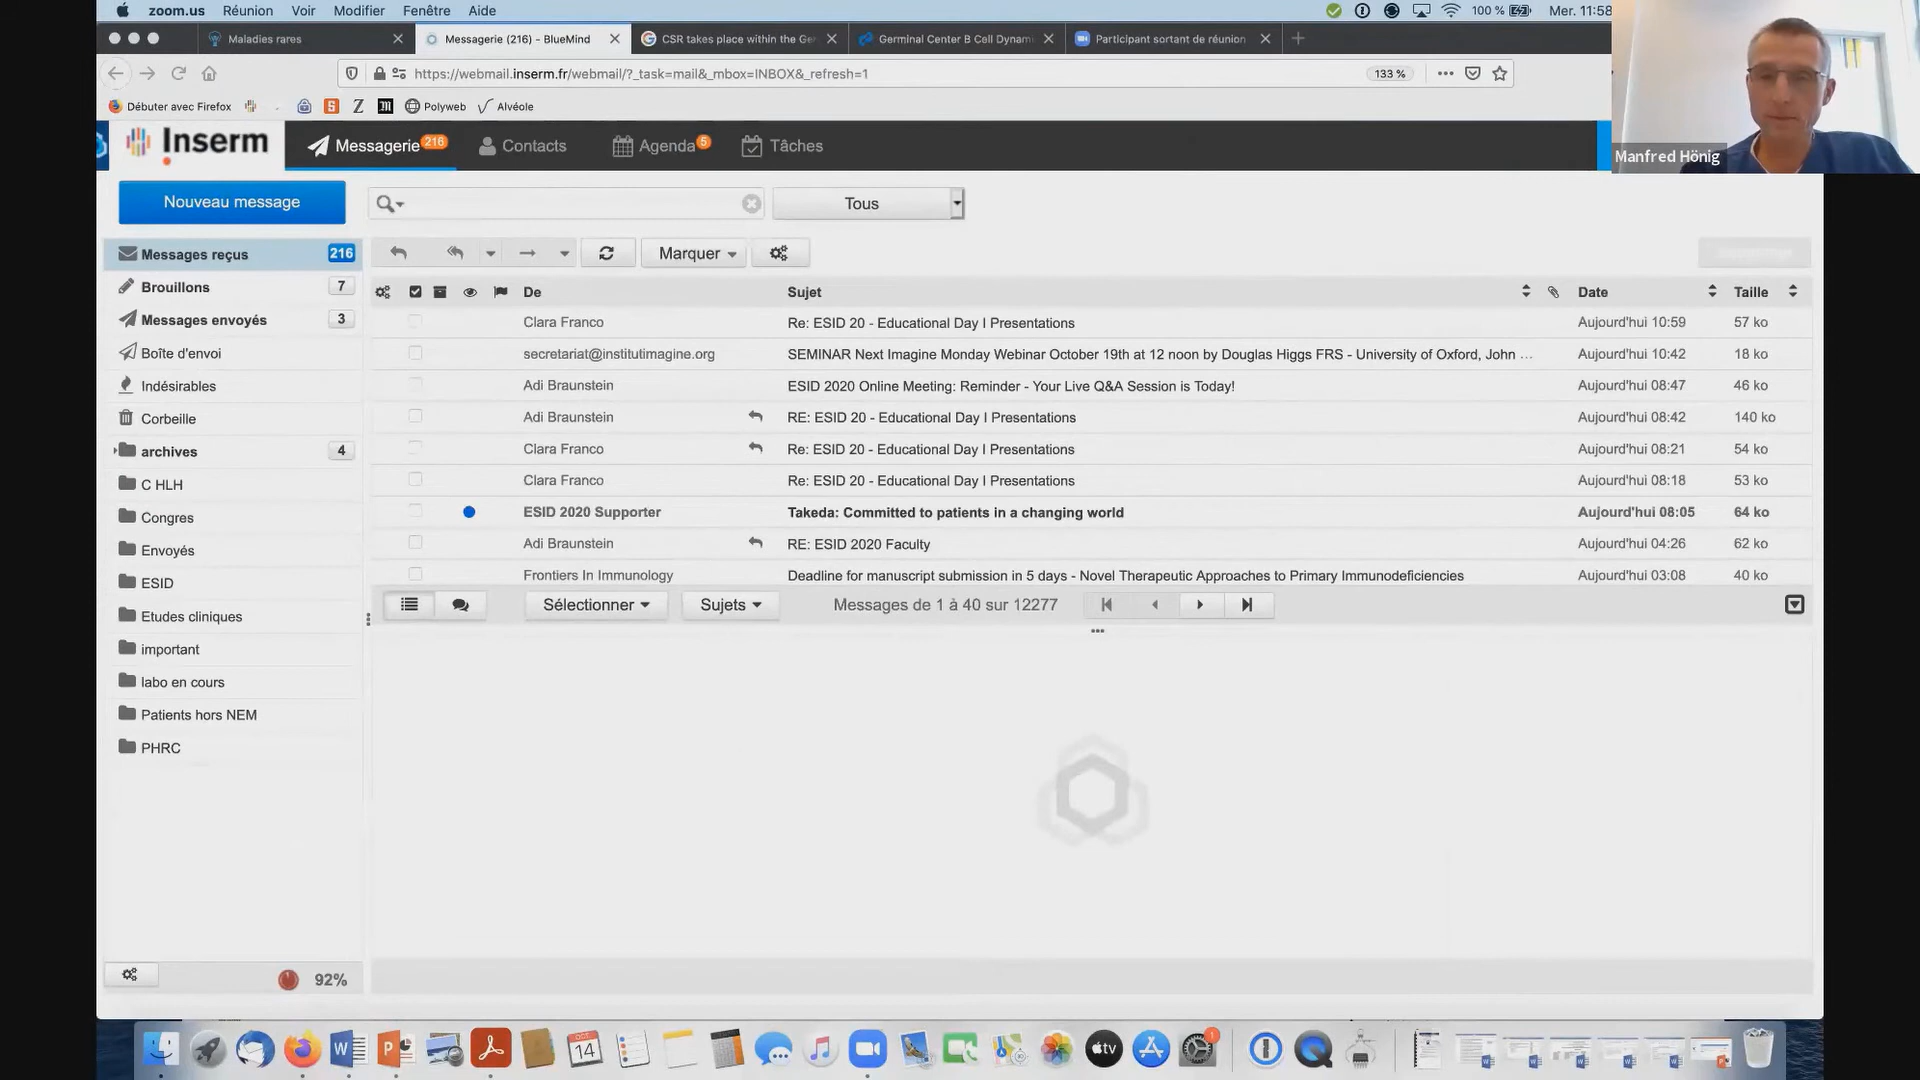 zoom.us Réunion Voir Modifier Fenêtre Aide 100 % Mer. 11:58
Maladies rares Messagerie (216) - BlueMind CSR takes place within the Ge Germinal Center B Cell Dynam Participant sortant de réunion
https://webmail.inserm.fr/webmail/?_task=mail&_mbox=INBOX&_refresh=1 133 %
Débuter avec Firefox Polyweb Alvéole
Manfred Hönig
Inserm Messagerie 216 Contacts Agenda 5 Tâches
Nouveau message Tous
Messages reçus 216
Marquer
Brouillons 7
Messages envoyés 3
Boîte d'envoi
Indésirables
Corbeille
archives 4
C HLH
Congres
Envoyés
ESID
Etudes cliniques
important
labo en cours
Patients hors NEM
PHRC
92%
De Sujet Date Taille
Clara Franco Re: ESID 20 - Educational Day I Presentations Aujourd'hui 10:59 57 ko
secretariat@institutimagine.org SEMINAR Next Imagine Monday Webinar October 19th at 12 noon by Douglas Higgs FRS - University of Oxford, John ... Aujourd'hui 10:42 18 ko
Adi Braunstein ESID 2020 Online Meeting: Reminder - Your Live Q&A Session is Today! Aujourd'hui 08:47 46 ko
Adi Braunstein RE: ESID 20 - Educational Day I Presentations Aujourd'hui 08:42 140 ko
Clara Franco Re: ESID 20 - Educational Day I Presentations Aujourd'hui 08:21 54 ko
Clara Franco Re: ESID 20 - Educational Day I Presentations Aujourd'hui 08:18 53 ko
ESID 2020 Supporter Takeda: Committed to patients in a changing world Aujourd'hui 08:05 64 ko
Adi Braunstein RE: ESID 2020 Faculty Aujourd'hui 04:26 62 ko
Frontiers In Immunology Deadline for manuscript submission in 5 days - Novel Therapeutic Approaches to Primary Immunodeficiencies Aujourd'hui 03:08 40 ko
Sélectionner Sujets Messages de 1 à 40 sur 12277
14 tv 1